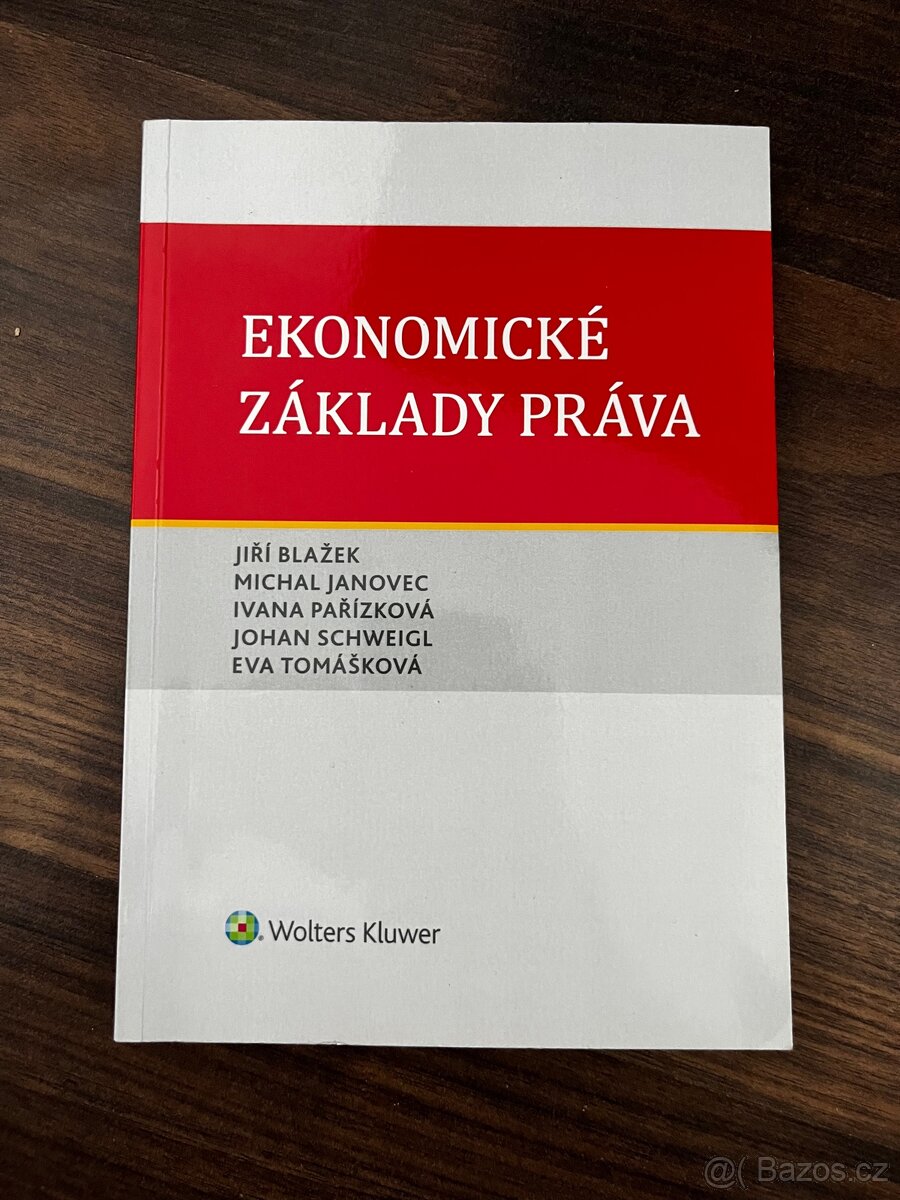 EKONOMICKÉ
ZÁKLADY PRÁVA
JIŘÍ BLAŽEK
MICHAL JANOVEC
IVANA PAŘÍZKOVÁ
JOHAN SCHWEIGL
EVA TOMÁŠKOVÁ
Wolters Kluwer
@( Bazos.cz